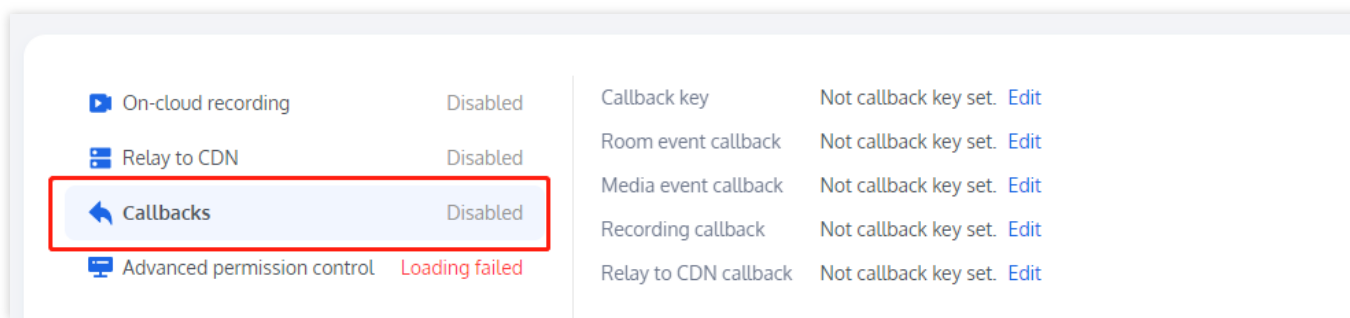 On-cloud recording Disabled
Relay to CDN Disabled
Callbacks Disabled
Advanced permission control Loading failed
Callback key Not callback key set. Edit
Room event callback Not callback key set. Edit
Media event callback Not callback key set. Edit
Recording callback Not callback key set. Edit
Relay to CDN callback Not callback key set. Edit